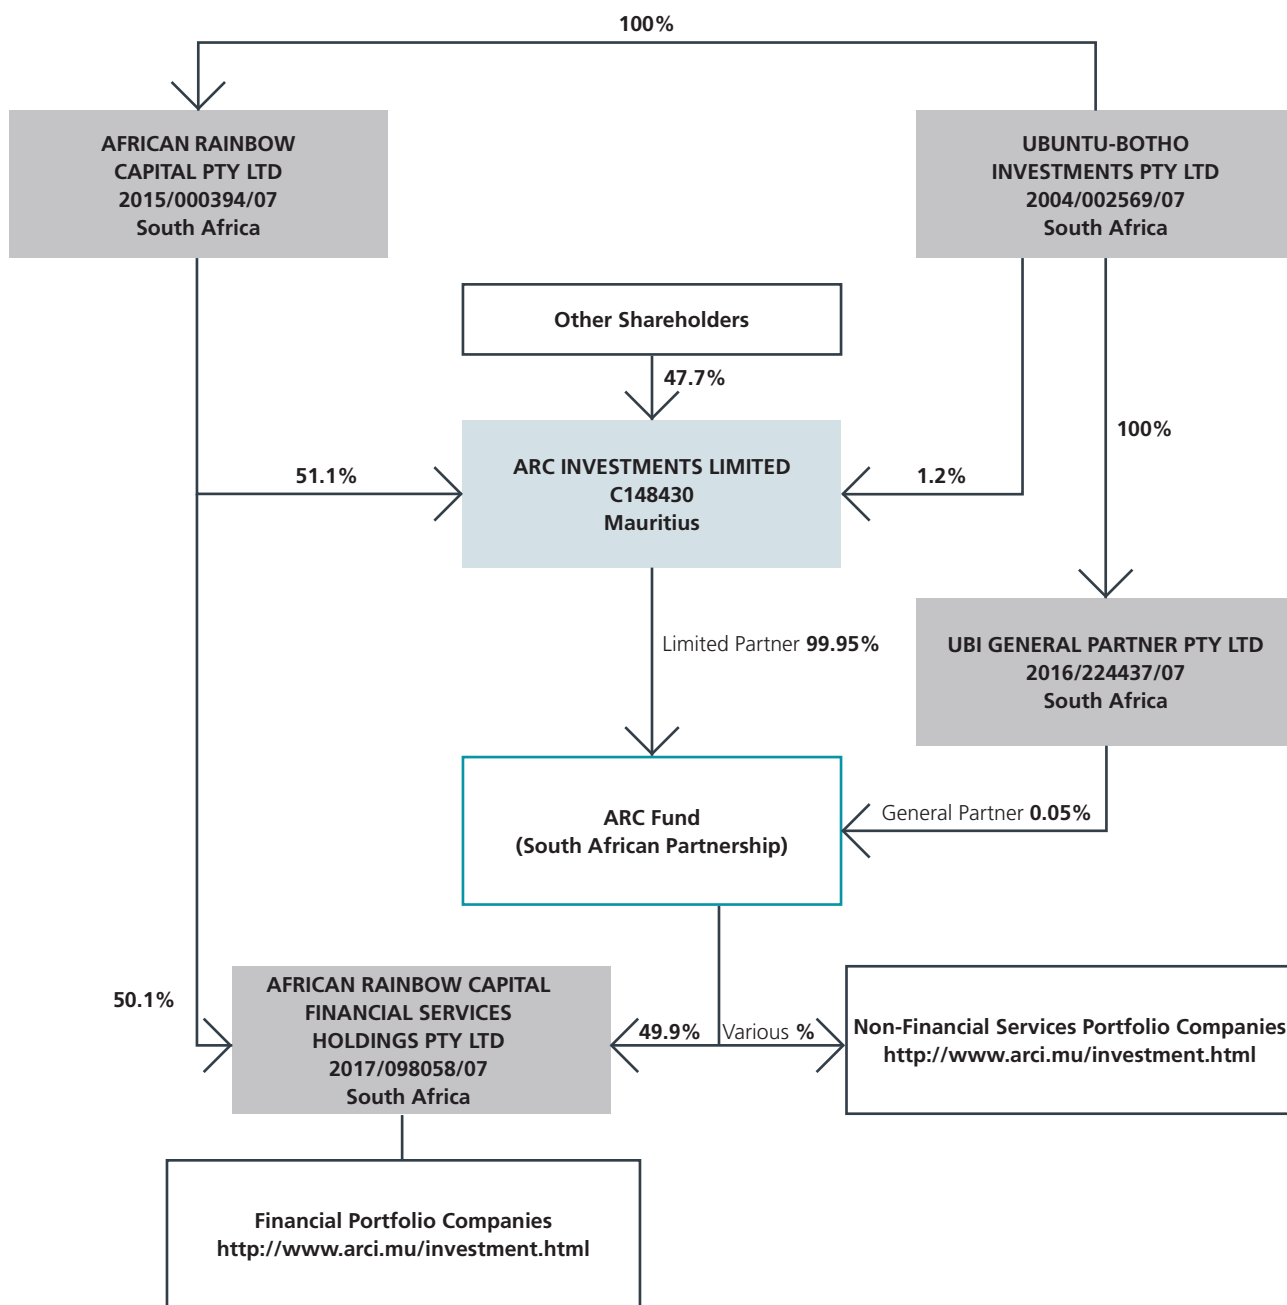 100%
AFRICAN RAINBOW
CAPITAL PTY LTD
2015/000394/07
South Africa
UBUNTU-BOTHO
INVESTMENTS PTY LTD
2004/002569/07
South Africa
Other Shareholders
47.7%
100%
51.1%
ARC INVESTMENTS LIMITED
C148430
Mauritius
1.2%
Limited Partner 99.95%
UBI GENERAL PARTNER PTY LTD
2016/224437/07
South Africa
ARC Fund
(South African Partnership)
General Partner 0.05%
50.1%
AFRICAN RAINBOW CAPITAL
FINANCIAL SERVICES
HOLDINGS PTY LTD
2017/098058/07
South Africa
49.9%
Various %
Non-Financial Services Portfolio Companies
http://www.arci.mu/investment.html
Financial Portfolio Companies
http://www.arci.mu/investment.html